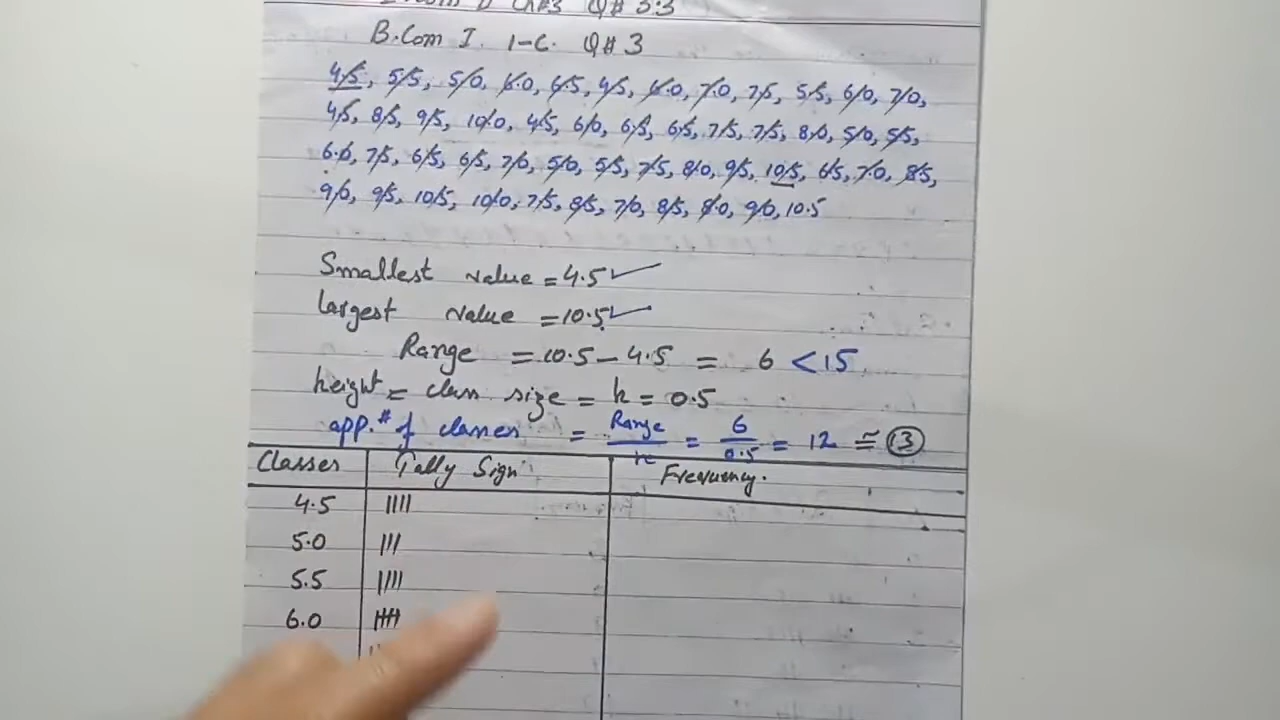 B.Com I. 1-C. Q# 3
4.5, 5.5, 5.0, 6.0, 6.5, 4.5, 6.0, 7.0, 7.5, 5.5, 6.0, 7.0,
4.5, 8.5, 9.5, 10.0, 4.5, 6.0, 6.5, 6.5, 7.5, 7.5, 8.0, 5.0, 5.5,
6.0, 7.5, 6.5, 6.5, 7.0, 5.0, 5.5, 7.5, 8.0, 9.5, 10.5, 6.5, 7.0, 8.5,
9.0, 9.5, 10.5, 10.0, 7.5, 7.0, 8.5, 8.0, 9.0, 10.5
Smallest value = 4.5 ✓
largest value = 10.5 ✓
Range = 10.5 - 4.5 = 6 < 15
height = class size = h = 0.5
app. # of classes = Range/h = 6/0.5 = 12 ≅ 13
Classes Tally Sign Frequency.
4.5 ||||
5.0 |||
5.5 ||||
6.0